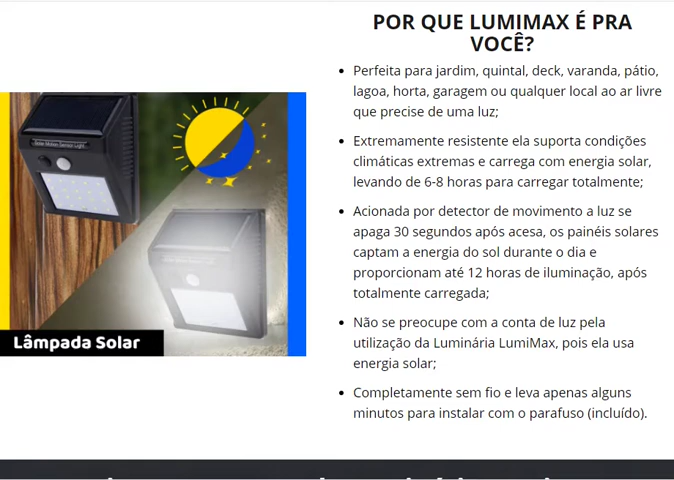 POR QUE LUMIMAX É PRA
VOCÊ?
Perfeita para jardim, quintal, deck, varanda, pátio,
lagoa, horta, garagem ou qualquer local ao ar livre
que precise de uma luz;
Extremamente resistente ela suporta condições
climáticas extremas e carrega com energia solar,
levando de 6-8 horas para carregar totalmente;
Acionada por detector de movimento a luz se
apaga 30 segundos após acesa, os painéis solares
captam a energia do sol durante o dia e
proporcionam até 12 horas de iluminação, após
totalmente carregada;
Não se preocupe com a conta de luz pela
utilização da Luminária LumiMax, pois ela usa
energia solar;
Completamente sem fio e leva apenas alguns
minutos para instalar com o parafuso (incluído).
Solar Motion Sensor Light
Lâmpada Solar